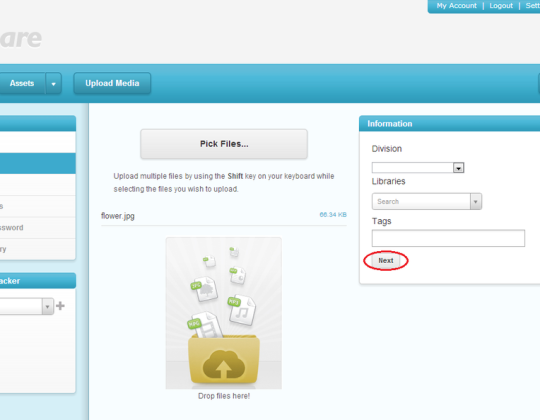 My Account | Logout | Sett
are
Assets
Upload Media
Pick Files...
Upload multiple files by using the Shift key on your keyboard while
selecting the files you wish to upload.
flower.jpg
66.34 KB
Drop files here!
Information
Division
Libraries
Search
Tags
Next
s
ssword
ry
acker